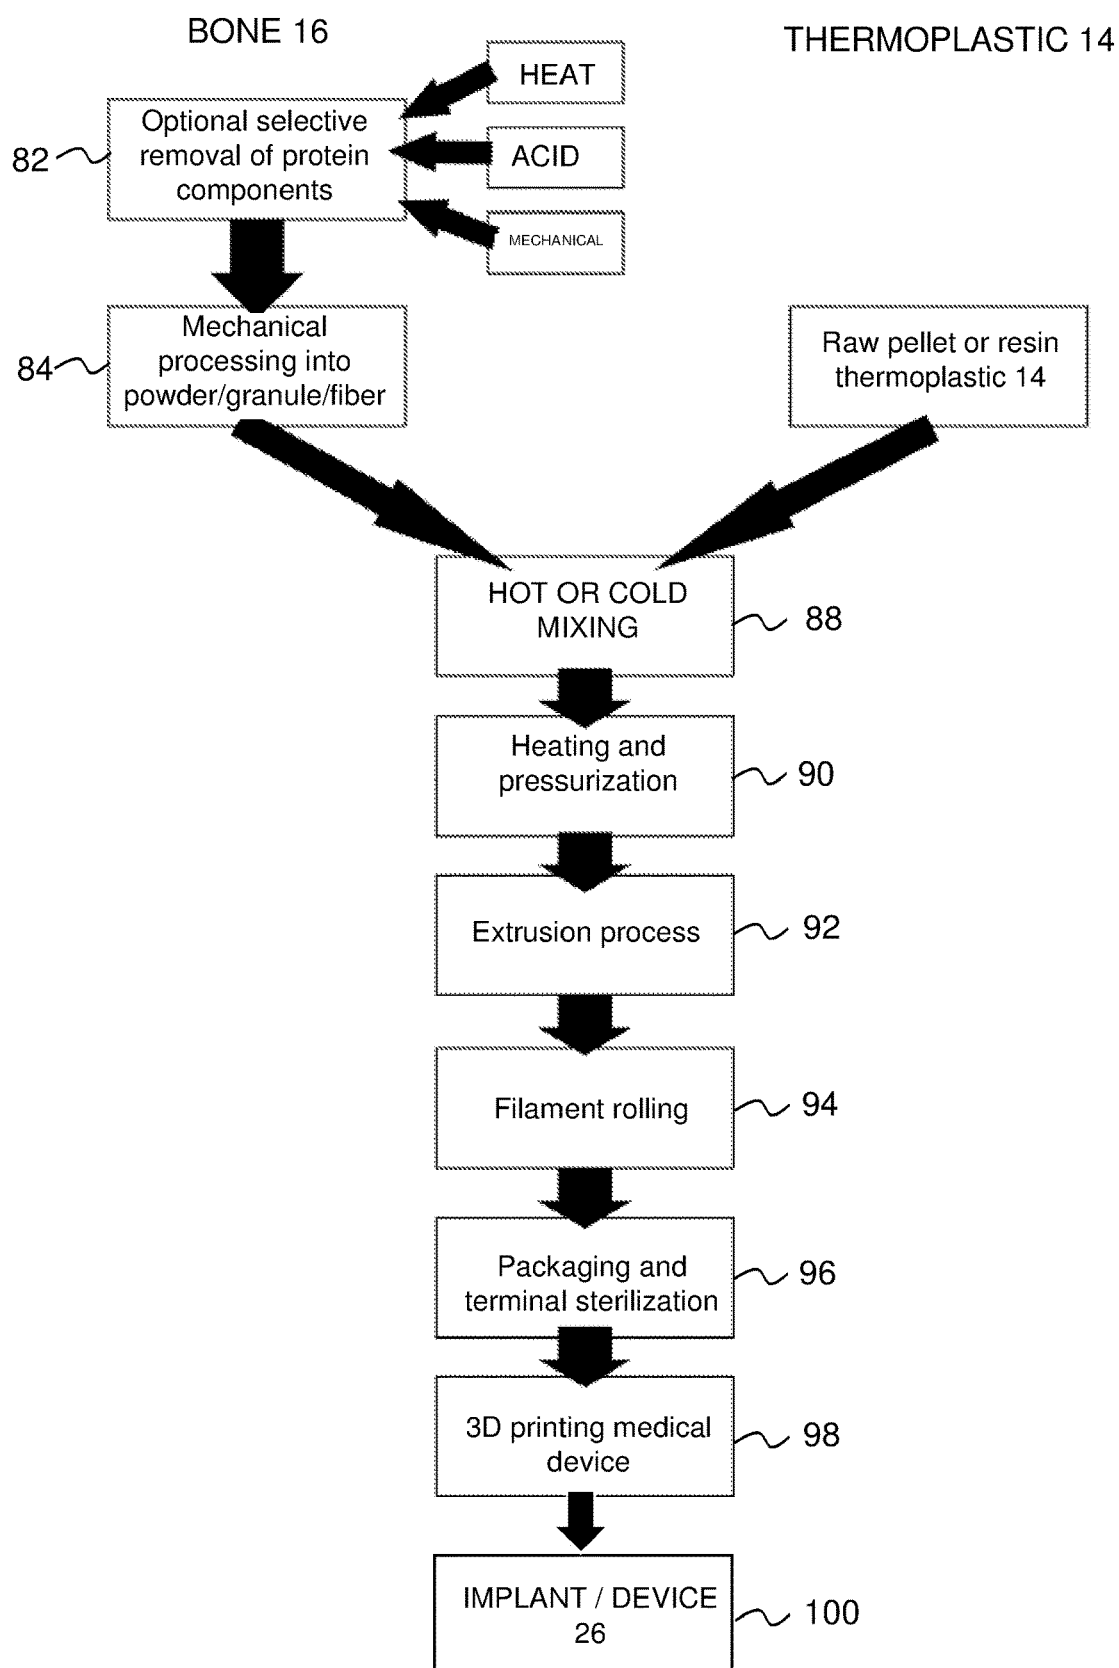 BONE 16
THERMOPLASTIC 14
HEAT
Optional selective
removal of protein
components
82
ACID
MECHANICAL
Mechanical
processing into
powder/granule/fiber
84
Raw pellet or resin
thermoplastic 14
HOT OR COLD
MIXING
88
Heating and
pressurization
90
Extrusion process
92
Filament rolling
94
Packaging and
terminal sterilization
96
3D printing medical
device
98
IMPLANT / DEVICE
26
100